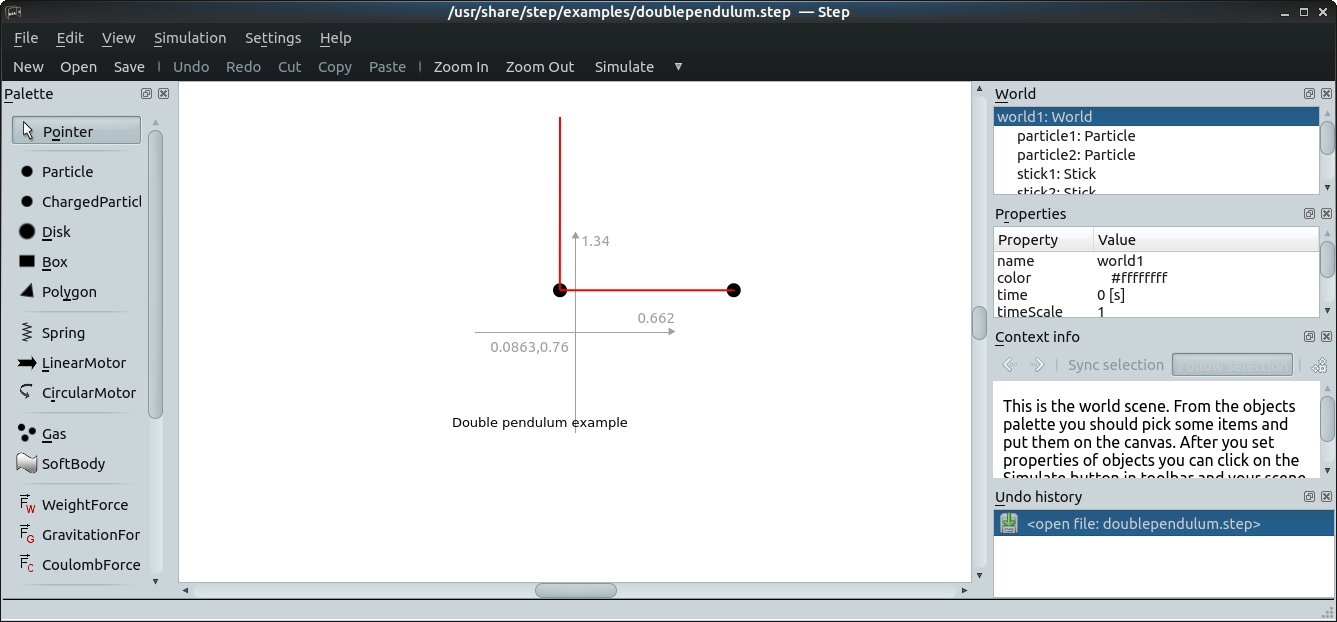 /usr/share/step/examples/doublependulum.step — Step
File Edit View Simulation Settings Help
New Open Save Undo Redo Cut Copy Paste Zoom In Zoom Out Simulate
Palette
Pointer
Particle
ChargedParticl
Disk
Box
Polygon
Spring
LinearMotor
CircularMotor
Gas
SoftBody
F W WeightForce
F G GravitationFor
F C CoulombForce
1.34
0.662
0.0863,0.76
Double pendulum example
World
world1: World
particle1: Particle
particle2: Particle
stick1: Stick
stick2: Stick
Properties
Property Value
name world1
color #ffffffff
time 0 [s]
timeScale 1
Context info
Sync selection Follow selection
This is the world scene. From the objects
palette you should pick some items and
put them on the canvas. After you set
properties of objects you can click on the
Simulate button in toolbar and your scene
Undo history
<open file: doublependulum.step>